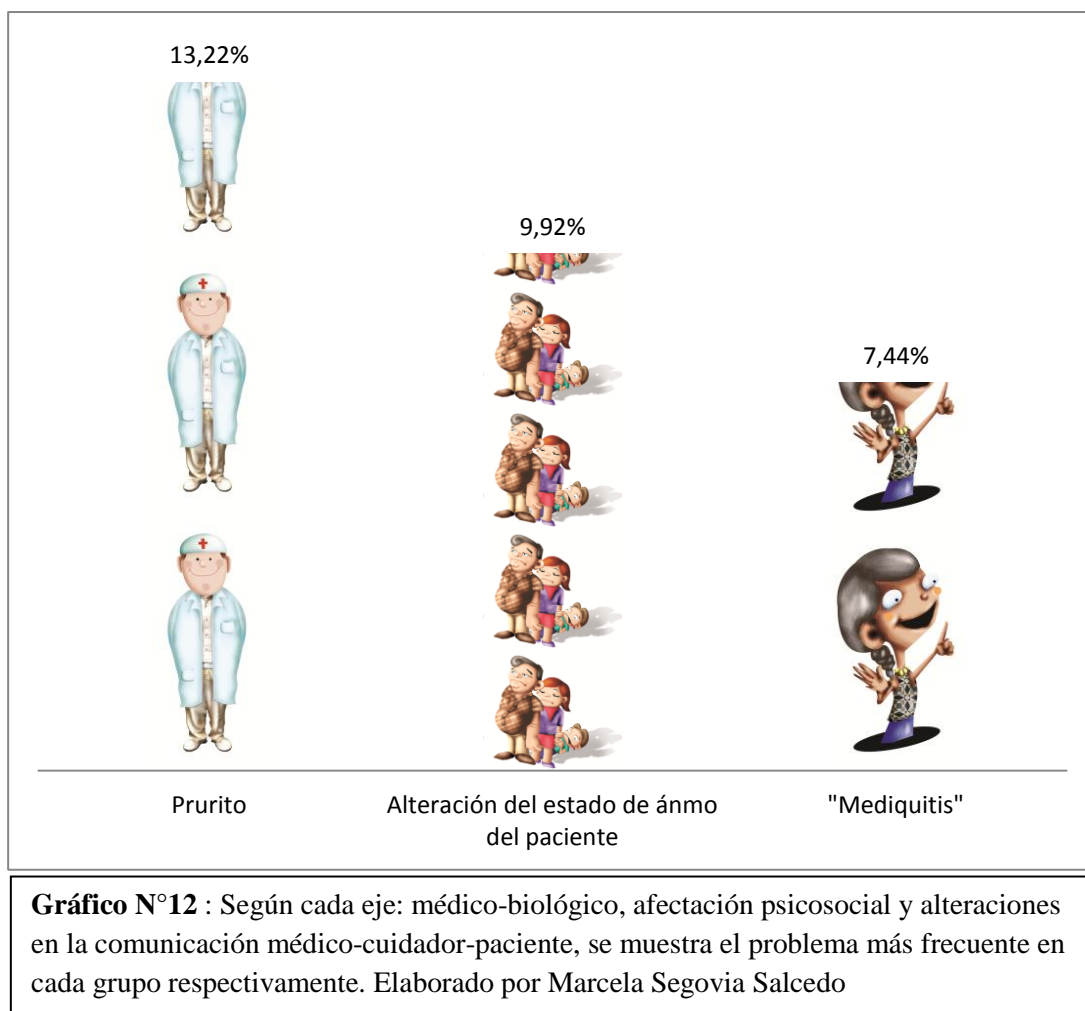 13,22%
9,92%
7,44%
Prurito
Alteración del estado de ánmo
del paciente
"Mediquitis"
Gráfico N°12 : Según cada eje: médico-biológico, afectación psicosocial y alteraciones
en la comunicación médico-cuidador-paciente, se muestra el problema más frecuente en
cada grupo respectivamente. Elaborado por Marcela Segovia Salcedo